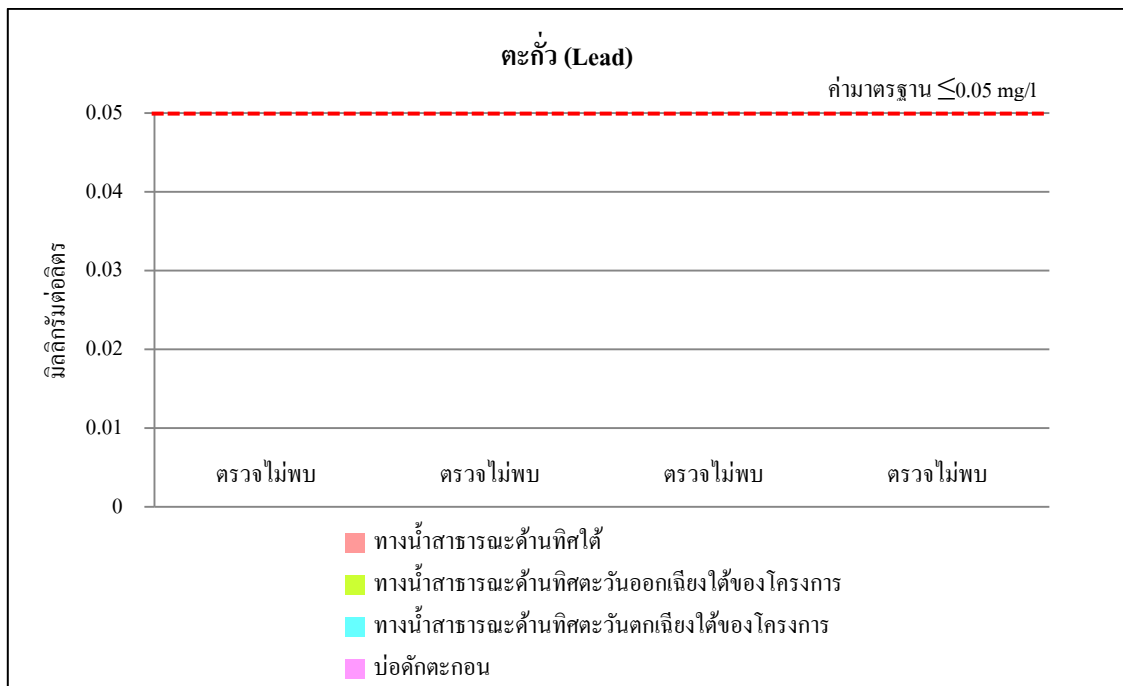 ตะกั่ว (Lead)
ค่ามาตรฐาน ≤0.05 mg/l
มิลลิกรัมต่อลิตร
0.05
0.04
0.03
0.02
0.01
0
ตรวจไม่พบ ตรวจไม่พบ ตรวจไม่พบ ตรวจไม่พบ
ทางน้ำสาธารณะด้านทิศใต้
ทางน้ำสาธารณะด้านทิศตะวันออกเฉียงใต้ของโครงการ
ทางน้ำสาธารณะด้านทิศตะวันตกเฉียงใต้ของโครงการ
บ่อดักตะกอน